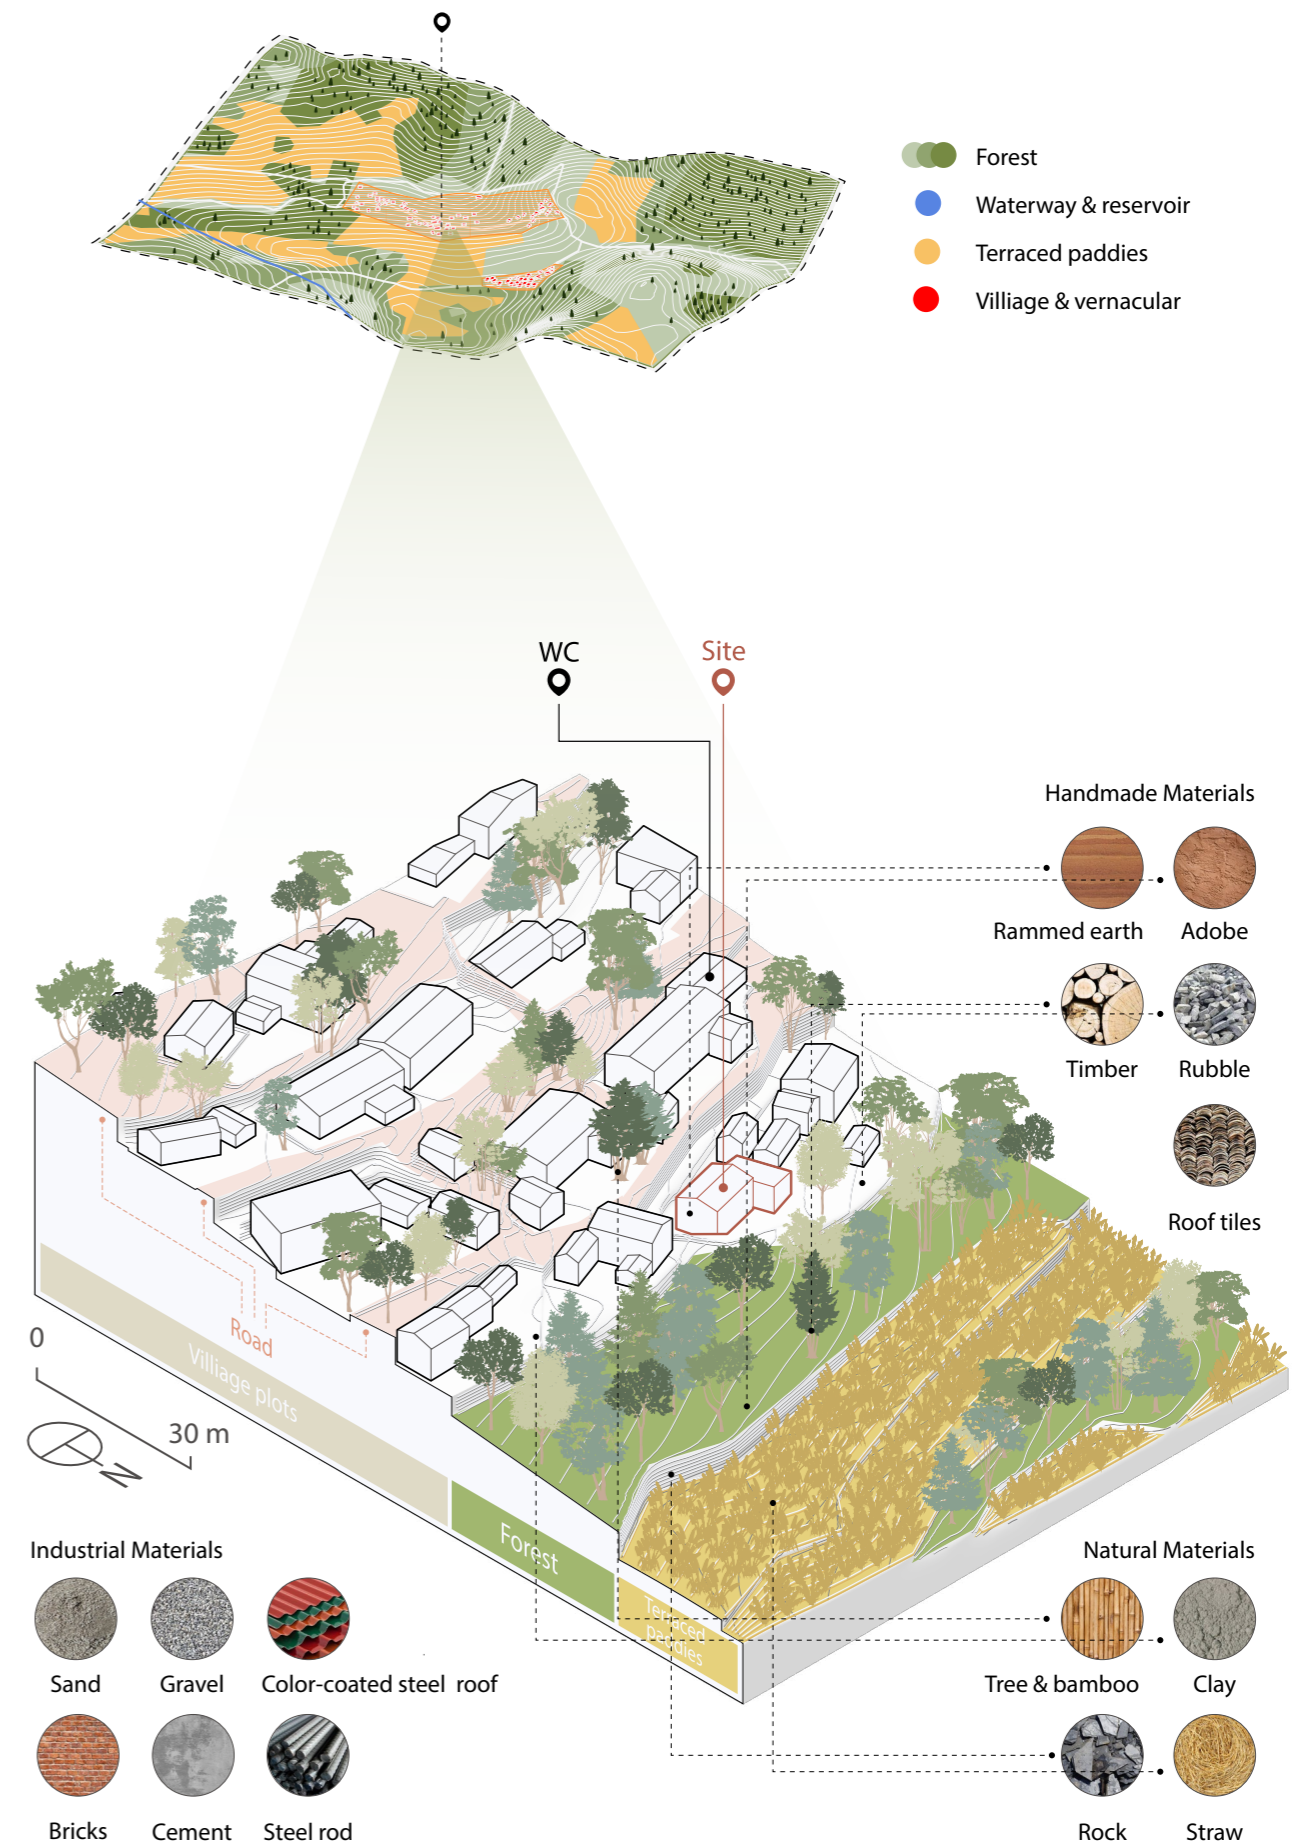 Forest
Waterway & reservoir
Terraced paddies
Villiage & vernacular
WC
Site
Handmade Materials
Rammed earth
Adobe
Timber
Rubble
Roof tiles
Road
Villiage plots
Forest
Terraced
paddies
0
30 m
N
Industrial Materials
Sand
Gravel
Color-coated steel roof
Bricks
Cement
Steel rod
Natural Materials
Tree & bamboo
Clay
Rock
Straw